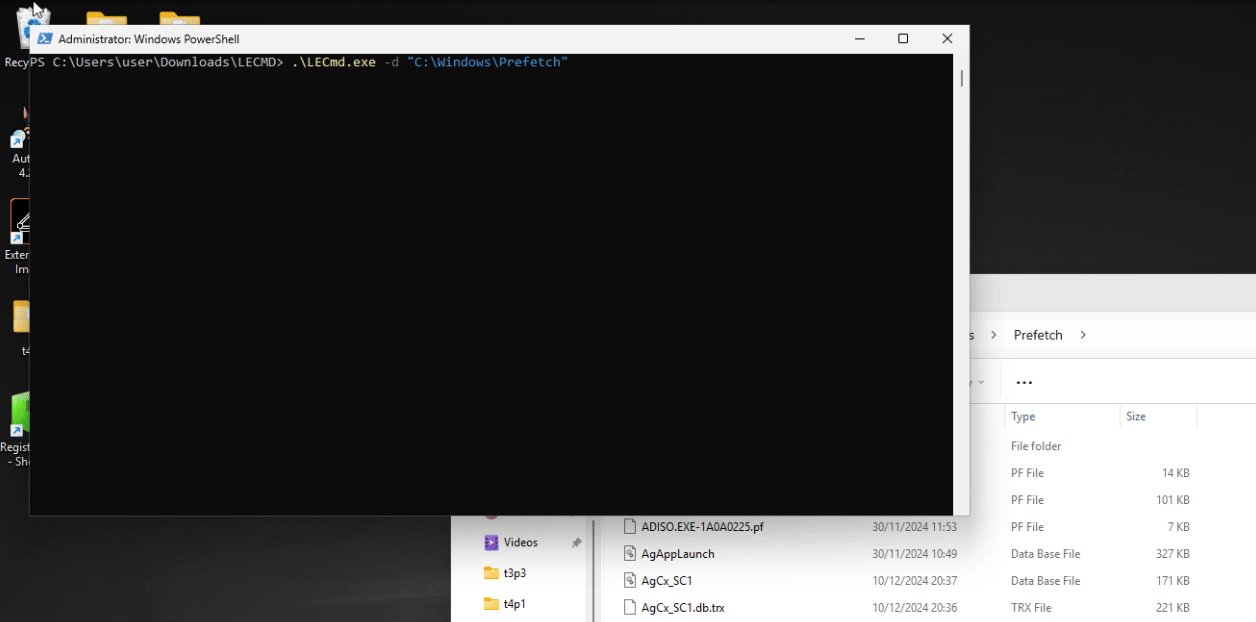 Administrator: Windows PowerShell
PS C:\Users\user\Downloads\LECMD> .\LECmd.exe -d "C:\Windows\Prefetch"
Recy
Aut
4.
Exter
Im
t4
Regist
- Sh
s > Prefetch >
Type Size
File folder
PF File 14 KB
PF File 101 KB
ADISO.EXE-1A0A0225.pf 30/11/2024 11:53 PF File 7 KB
Videos
AgAppLaunch 30/11/2024 10:49 Data Base File 327 KB
t3p3
AgCx_SC1 10/12/2024 20:37 Data Base File 171 KB
t4p1
AgCx_SC1.db.trx 10/12/2024 20:36 TRX File 221 KB